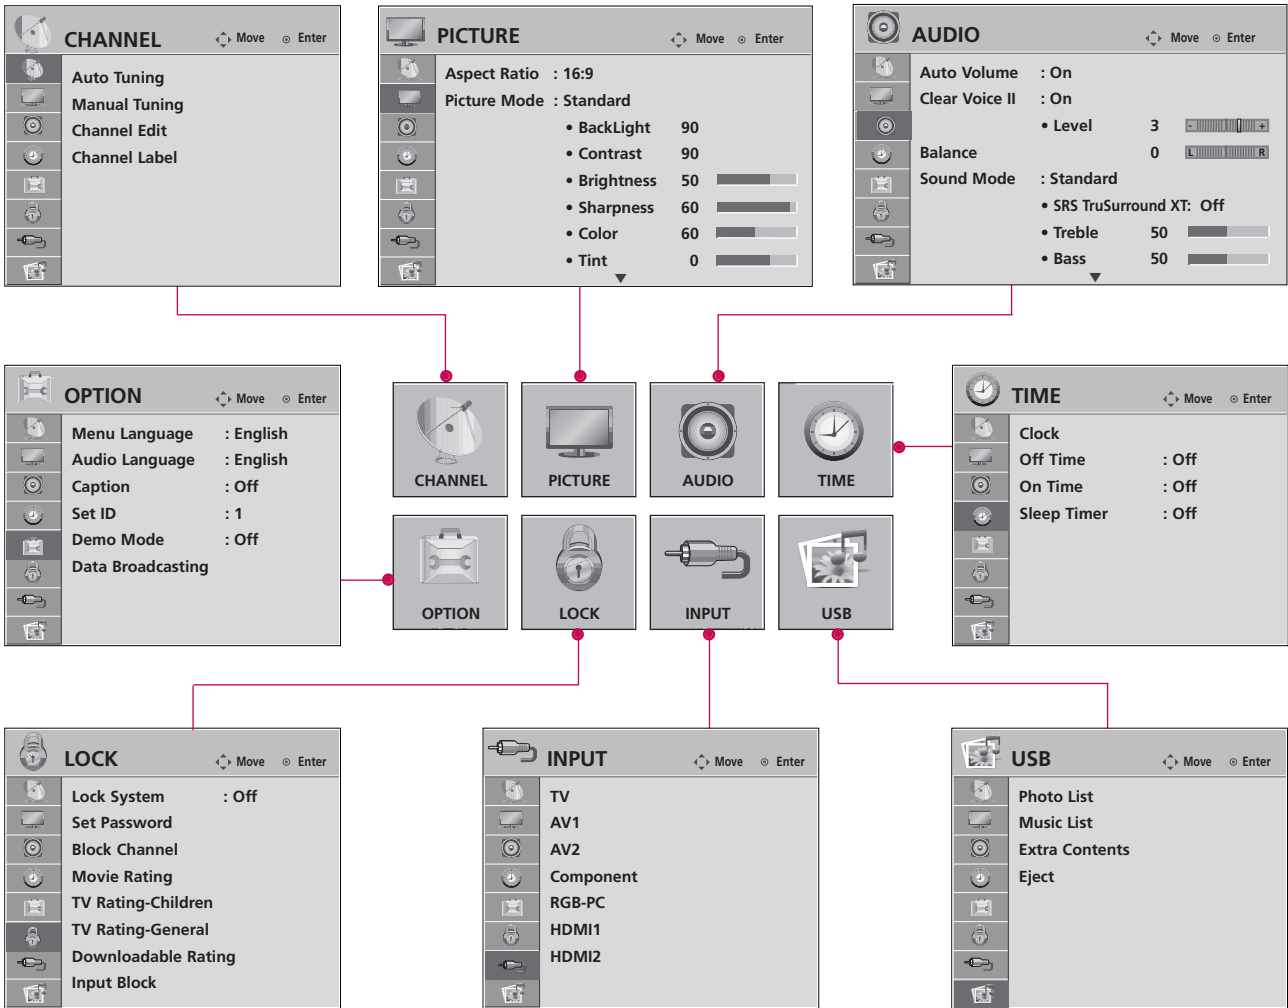 CHANNEL Move Enter
Auto Tuning
Manual Tuning
Channel Edit
Channel Label
PICTURE Move Enter
Aspect Ratio : 16:9
Picture Mode : Standard
• BackLight 90
• Contrast 90
• Brightness 50
• Sharpness 60
• Color 60
• Tint 0
AUDIO Move Enter
Auto Volume : On
Clear Voice II : On
• Level 3 - +
Balance 0 L R
Sound Mode : Standard
• SRS TruSurround XT: Off
• Treble 50
• Bass 50
OPTION Move Enter
Menu Language : English
Audio Language : English
Caption : Off
Set ID : 1
Demo Mode : Off
Data Broadcasting
CHANNEL PICTURE AUDIO TIME
OPTION LOCK INPUT USB
TIME Move Enter
Clock
Off Time : Off
On Time : Off
Sleep Timer : Off
LOCK Move Enter
Lock System : Off
Set Password
Block Channel
Movie Rating
TV Rating-Children
TV Rating-General
Downloadable Rating
Input Block
INPUT Move Enter
TV
AV1
AV2
Component
RGB-PC
HDMI1
HDMI2
USB Move Enter
Photo List
Music List
Extra Contents
Eject